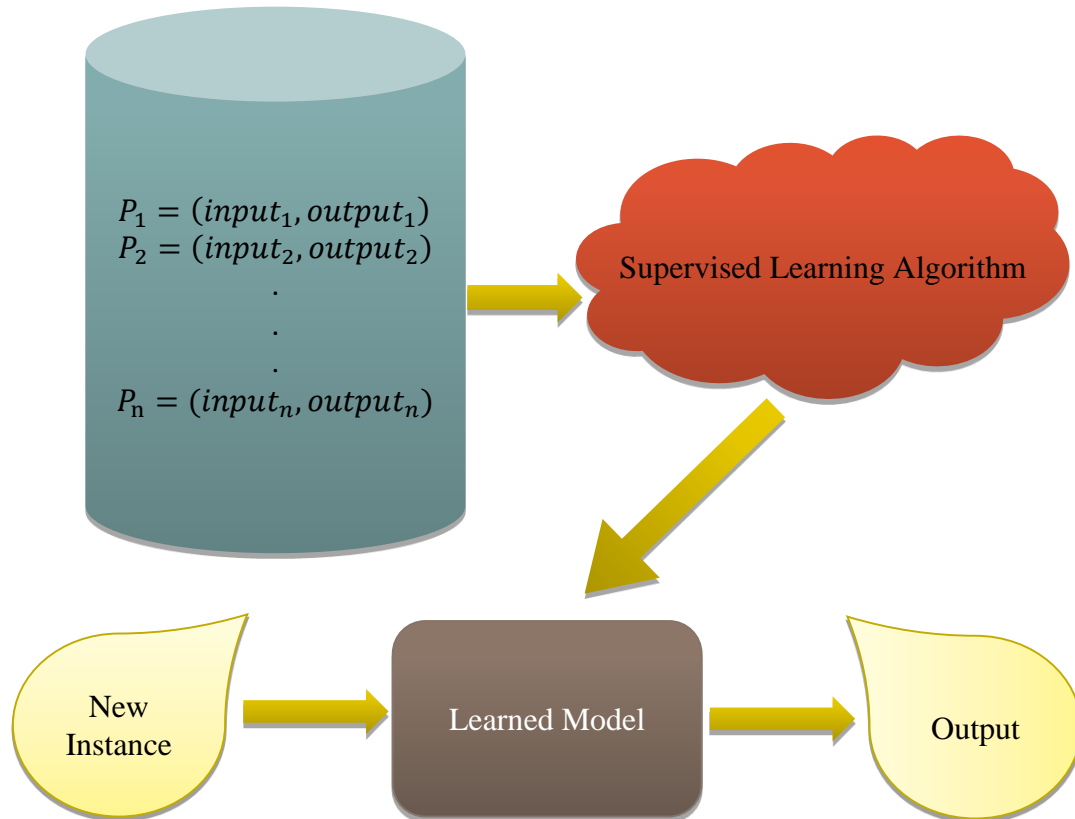 P₁ = (input₁, output₁)
P₂ = (input₂, output₂)
.
.
.
Pₙ = (inputₙ, outputₙ)
Supervised Learning Algorithm
New
Instance
Learned Model
Output